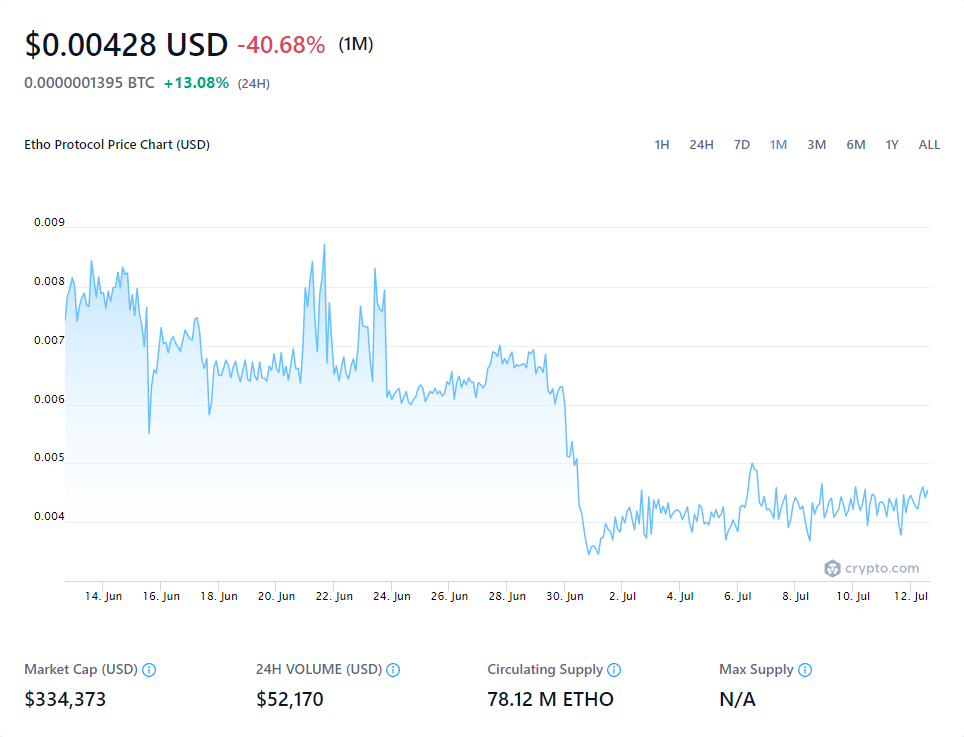 $0.00428 USD -40.68% (1M)
0.0000001395 BTC +13.08% (24H)
Etho Protocol Price Chart (USD) 1H 24H 7D 1M 3M 6M 1Y ALL
0.009
0.008
0.007
0.006
0.005
0.004
crypto.com
14. Jun 16. Jun 18. Jun 20. Jun 22. Jun 24. Jun 26. Jun 28. Jun 30. Jun 2. Jul 4. Jul 6. Jul 8. Jul 10. Jul 12. Jul
Market Cap (USD) 24H VOLUME (USD) Circulating Supply Max Supply
$334,373 $52,170 78.12 M ETHO N/A